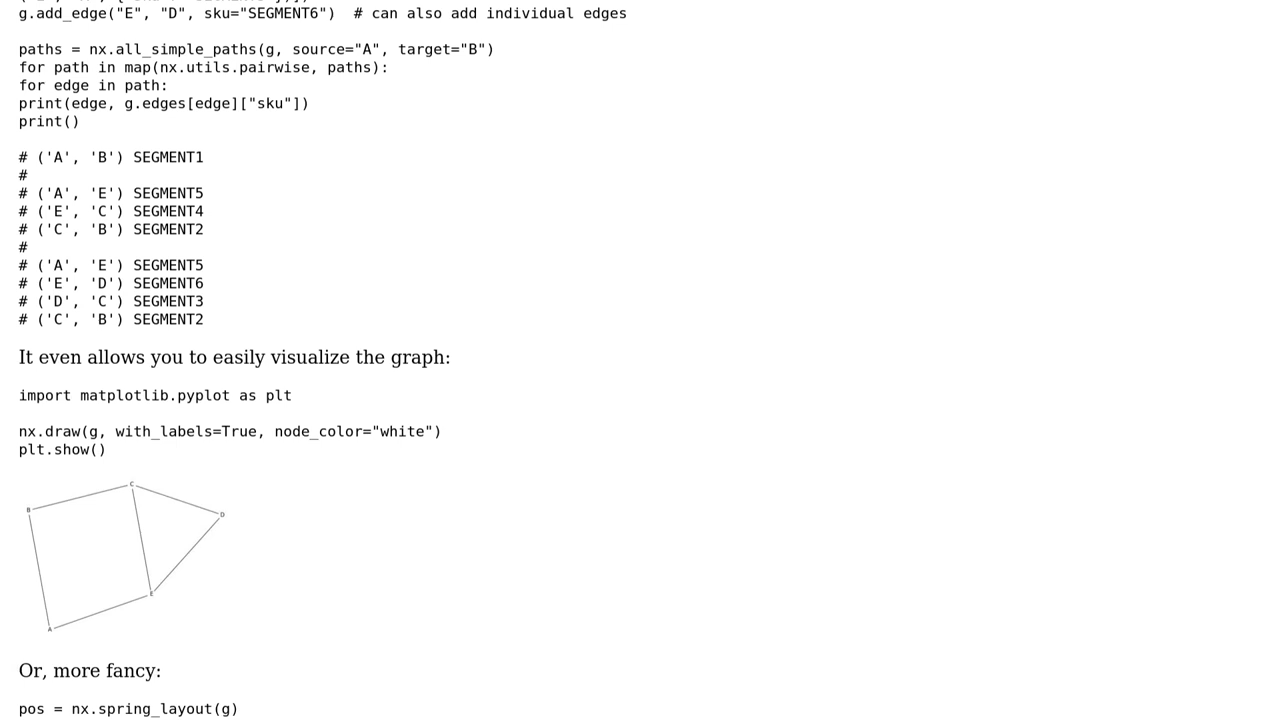 g.add_edge("E", "D", sku="SEGMENT6")  # can also add individual edges
paths = nx.all_simple_paths(g, source="A", target="B")
for path in map(nx.utils.pairwise, paths):
for edge in path:
print(edge, g.edges[edge]["sku"])
print()
# ('A', 'B') SEGMENT1
#
# ('A', 'E') SEGMENT5
# ('E', 'C') SEGMENT4
# ('C', 'B') SEGMENT2
#
# ('A', 'E') SEGMENT5
# ('E', 'D') SEGMENT6
# ('D', 'C') SEGMENT3
# ('C', 'B') SEGMENT2
It even allows you to easily visualize the graph:
import matplotlib.pyplot as plt
nx.draw(g, with_labels=True, node_color="white")
plt.show()
C
B
D
E
A
Or, more fancy:
pos = nx.spring_layout(g)